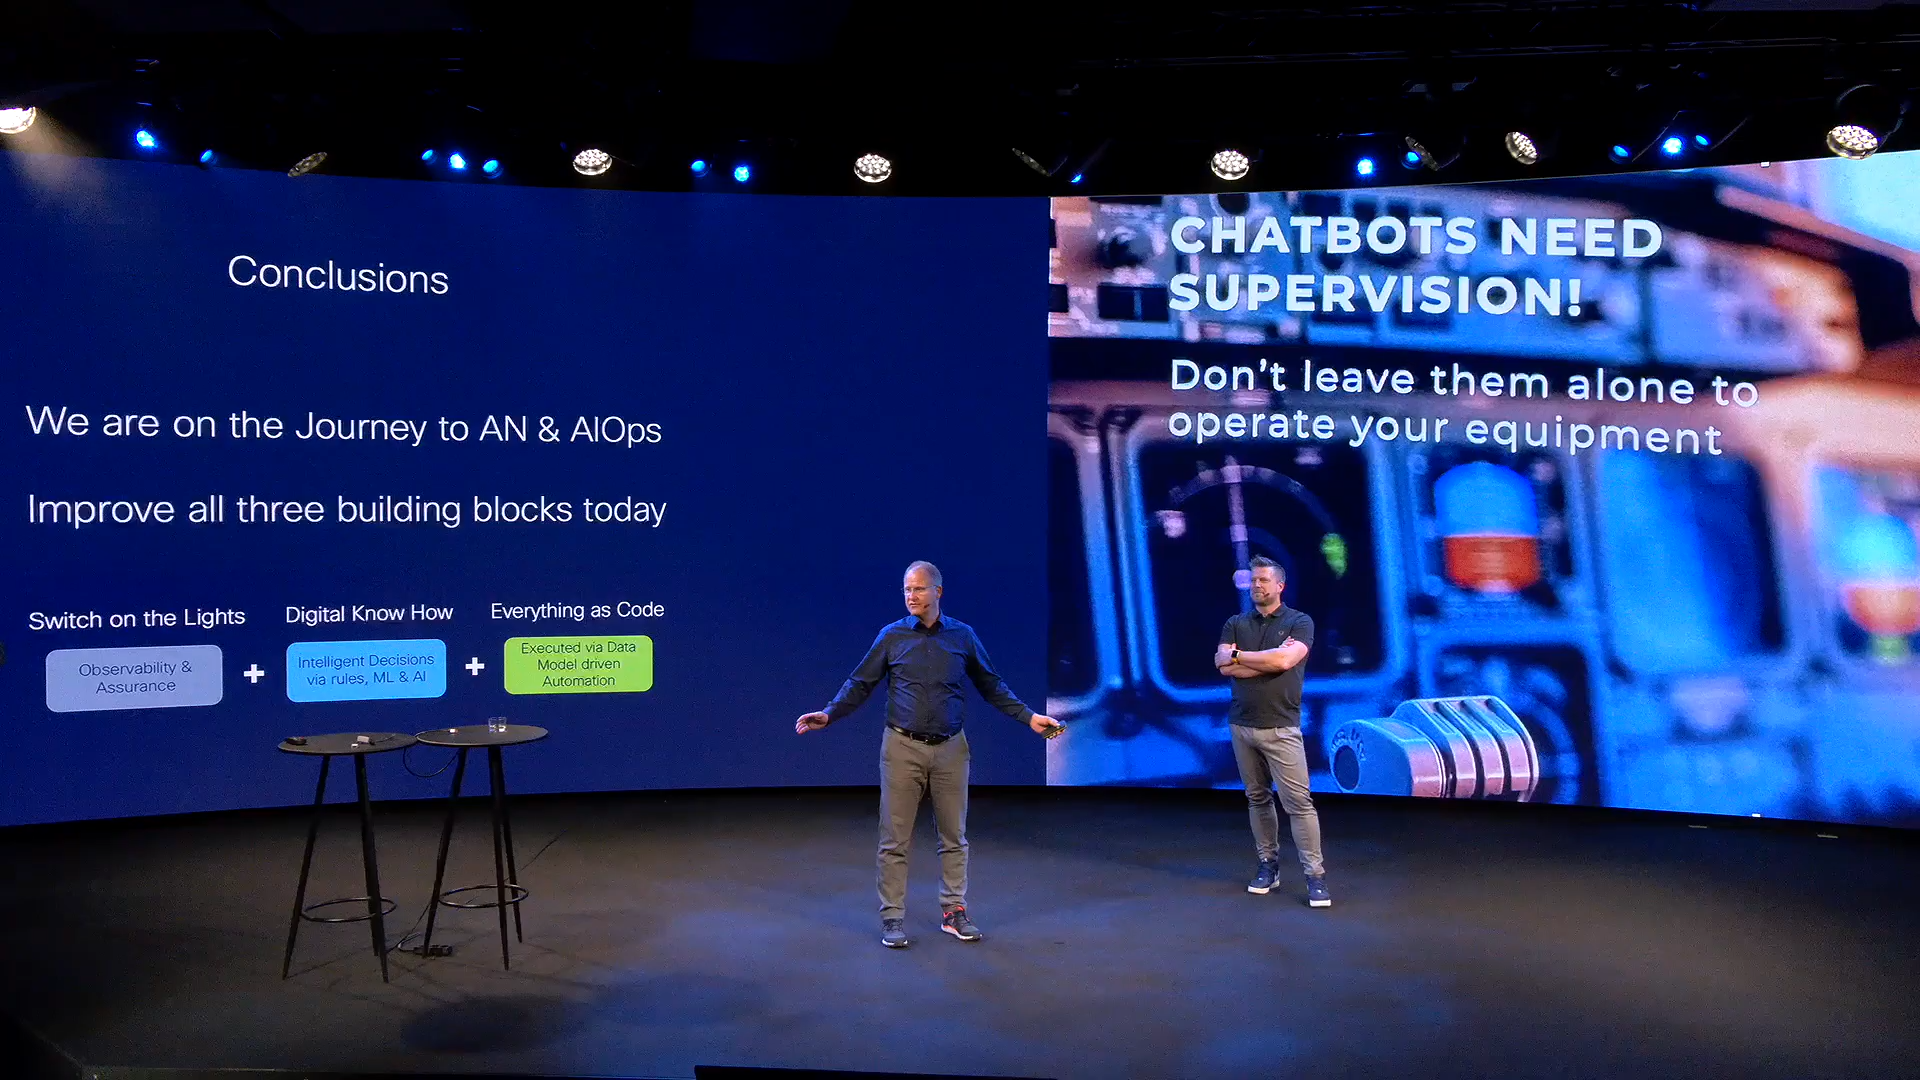 Conclusions
We are on the Journey to AN & AIOps
Improve all three building blocks today
Switch on the Lights
Observability &
Assurance
+
Digital Know How
Intelligent Decisions
via rules, ML & AI
+
Everything as Code
Executed via Data
Model driven
Automation
CHATBOTS NEED
SUPERVISION!
Don't leave them alone to
operate your equipment